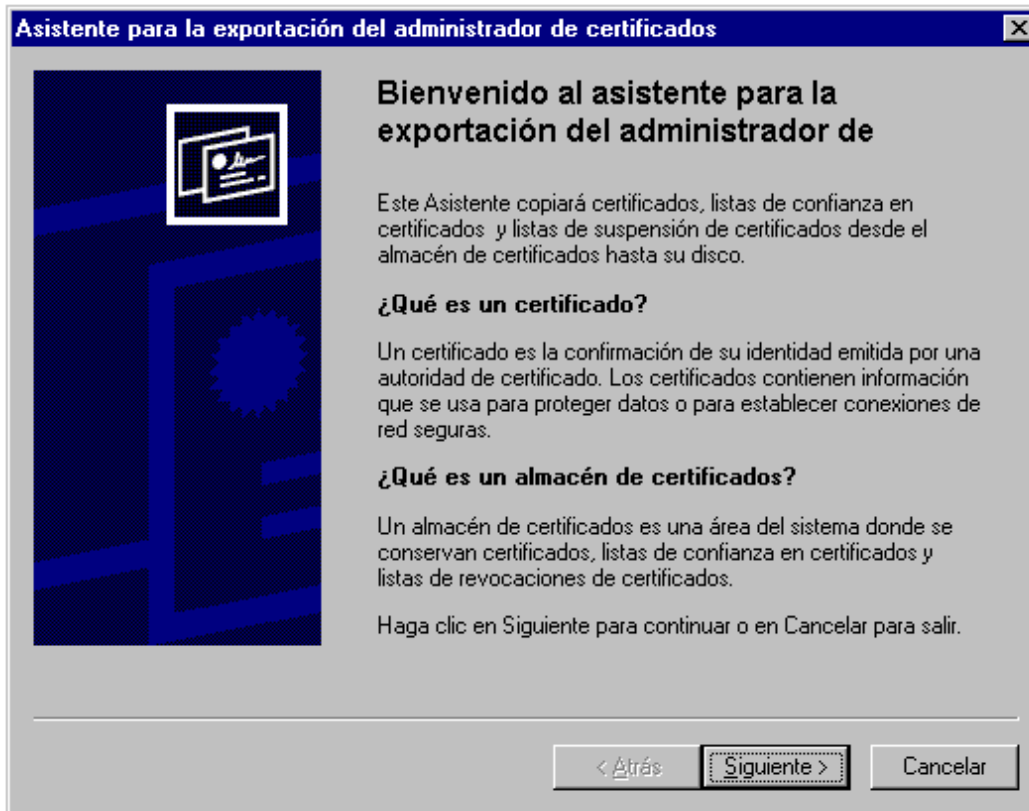 Asistente para la exportación del administrador de certificados
Bienvenido al asistente para la
exportación del administrador de
Este Asistente copiará certificados, listas de confianza en
certificados y listas de suspensión de certificados desde el
almacén de certificados hasta su disco.
¿Qué es un certificado?
Un certificado es la confirmación de su identidad emitida por una
autoridad de certificado. Los certificados contienen información
que se usa para proteger datos o para establecer conexiones de
red seguras.
¿Qué es un almacén de certificados?
Un almacén de certificados es una área del sistema donde se
conservan certificados, listas de confianza en certificados y
listas de revocaciones de certificados.
Haga clic en Siguiente para continuar o en Cancelar para salir.
< Atrás Siguiente > Cancelar